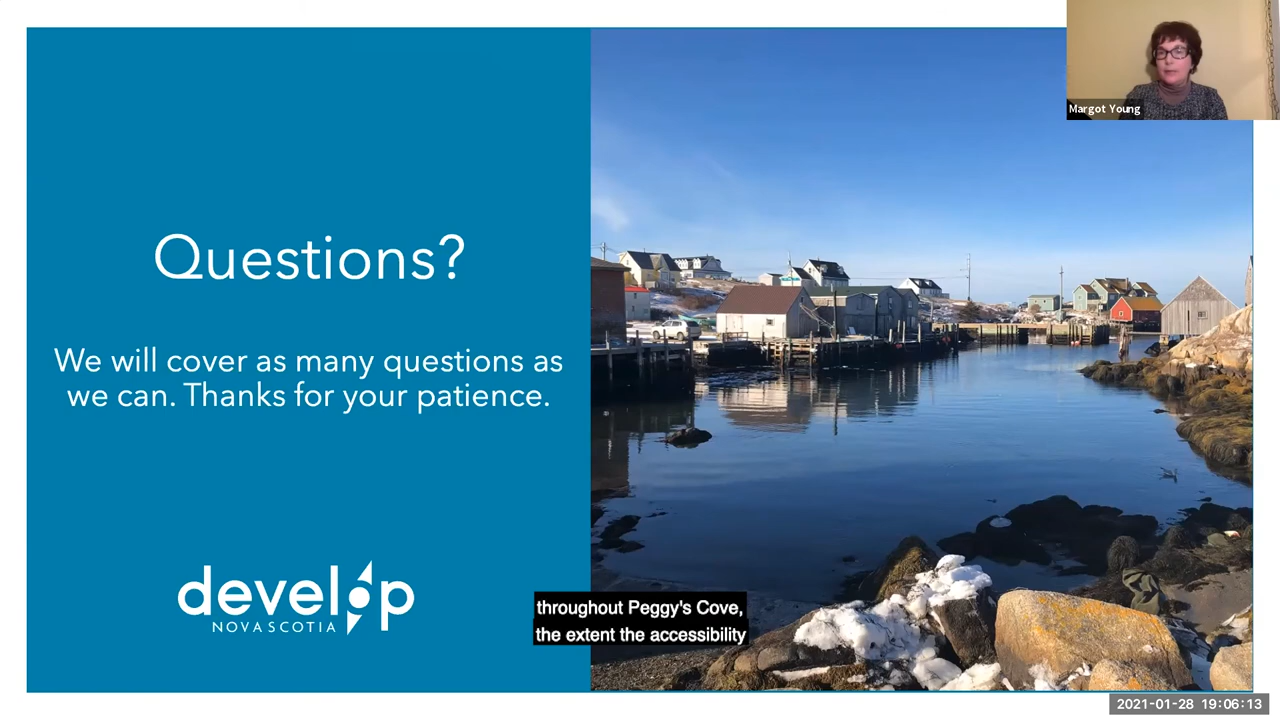 Margot Young
Questions?
We will cover as many questions as
we can. Thanks for your patience.
develop
NOVA SCOTIA
throughout Peggy's Cove,
the extent the accessibility
2021-01-28 19:06:13